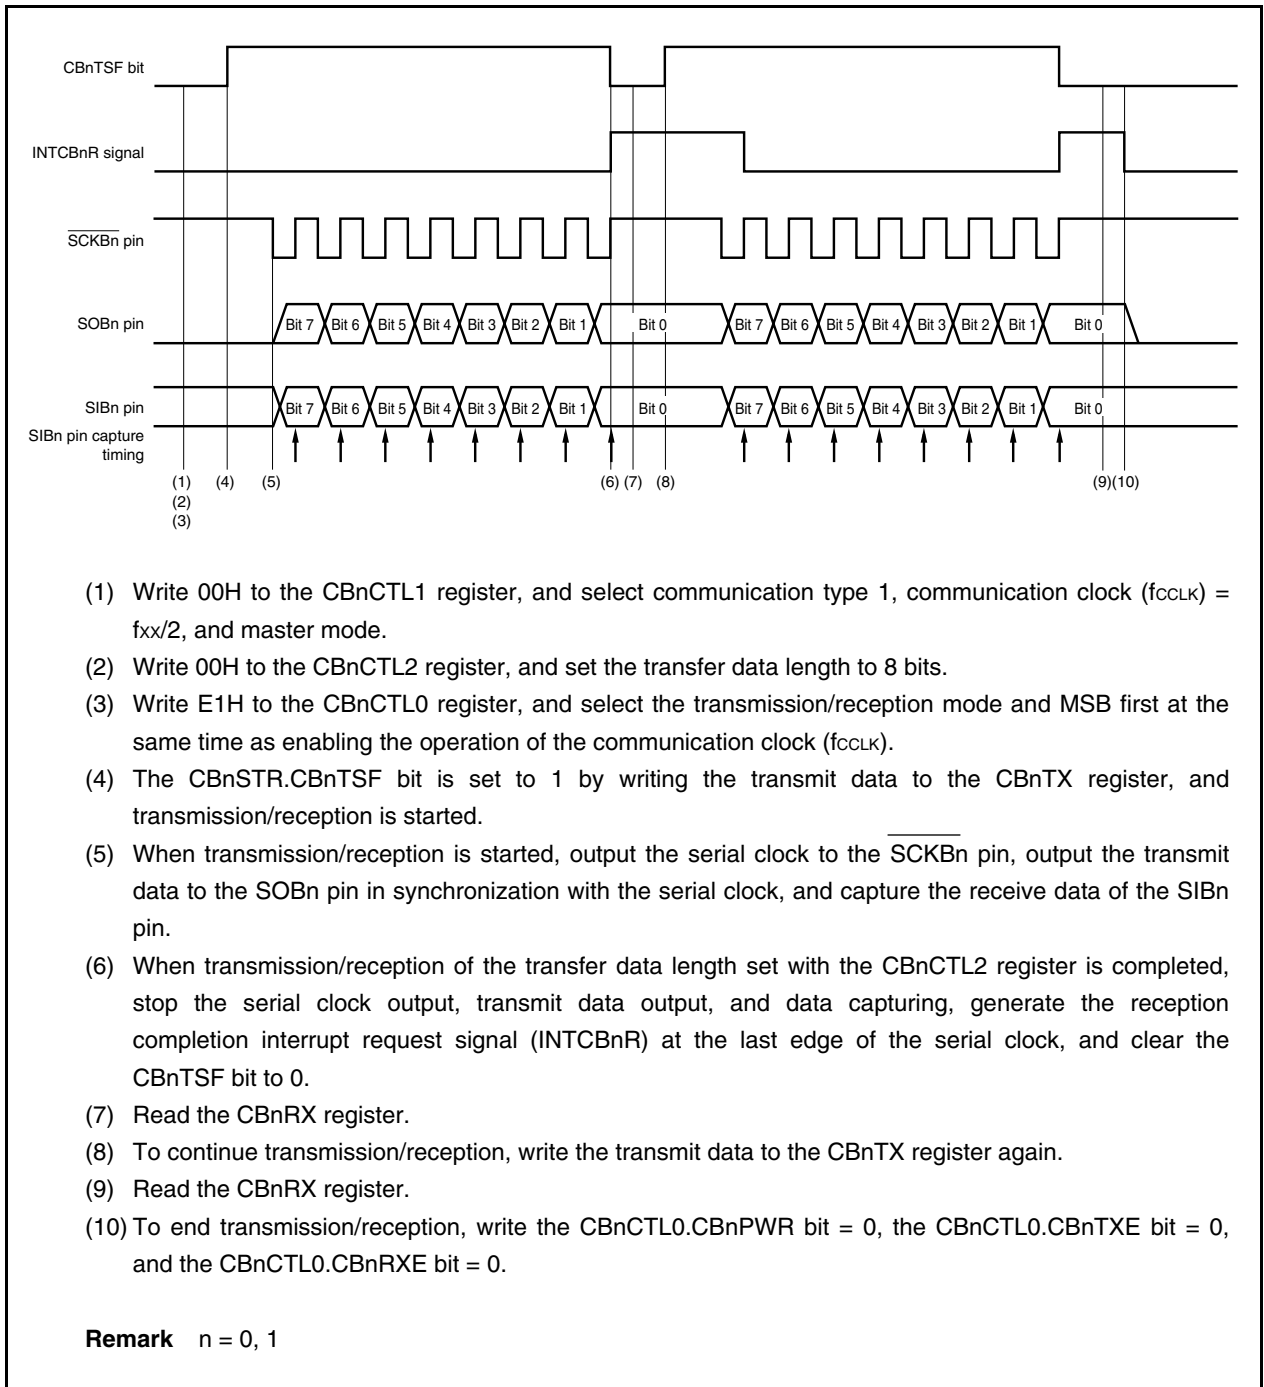 CBnTSF bit
INTCBnR signal
SCKBn pin
SOBn pin
Bit 7 Bit 6 Bit 5 Bit 4 Bit 3 Bit 2 Bit 1 Bit 0 Bit 7 Bit 6 Bit 5 Bit 4 Bit 3 Bit 2 Bit 1 Bit 0
SIBn pin
Bit 7 Bit 6 Bit 5 Bit 4 Bit 3 Bit 2 Bit 1 Bit 0 Bit 7 Bit 6 Bit 5 Bit 4 Bit 3 Bit 2 Bit 1 Bit 0
SIBn pin capture
timing
(1) (4) (5) (6) (7) (8) (9) (10)
(2)
(3)
(1) Write 00H to the CBnCTL1 register, and select communication type 1, communication clock (fCCLK) =
fxx/2, and master mode.
(2) Write 00H to the CBnCTL2 register, and set the transfer data length to 8 bits.
(3) Write E1H to the CBnCTL0 register, and select the transmission/reception mode and MSB first at the
same time as enabling the operation of the communication clock (fCCLK).
(4) The CBnSTR.CBnTSF bit is set to 1 by writing the transmit data to the CBnTX register, and
transmission/reception is started.
(5) When transmission/reception is started, output the serial clock to the SCKBn pin, output the transmit
data to the SOBn pin in synchronization with the serial clock, and capture the receive data of the SIBn
pin.
(6) When transmission/reception of the transfer data length set with the CBnCTL2 register is completed,
stop the serial clock output, transmit data output, and data capturing, generate the reception
completion interrupt request signal (INTCBnR) at the last edge of the serial clock, and clear the
CBnTSF bit to 0.
(7) Read the CBnRX register.
(8) To continue transmission/reception, write the transmit data to the CBnTX register again.
(9) Read the CBnRX register.
(10) To end transmission/reception, write the CBnCTL0.CBnPWR bit = 0, the CBnCTL0.CBnTXE bit = 0,
and the CBnCTL0.CBnRXE bit = 0.
Remark n = 0, 1